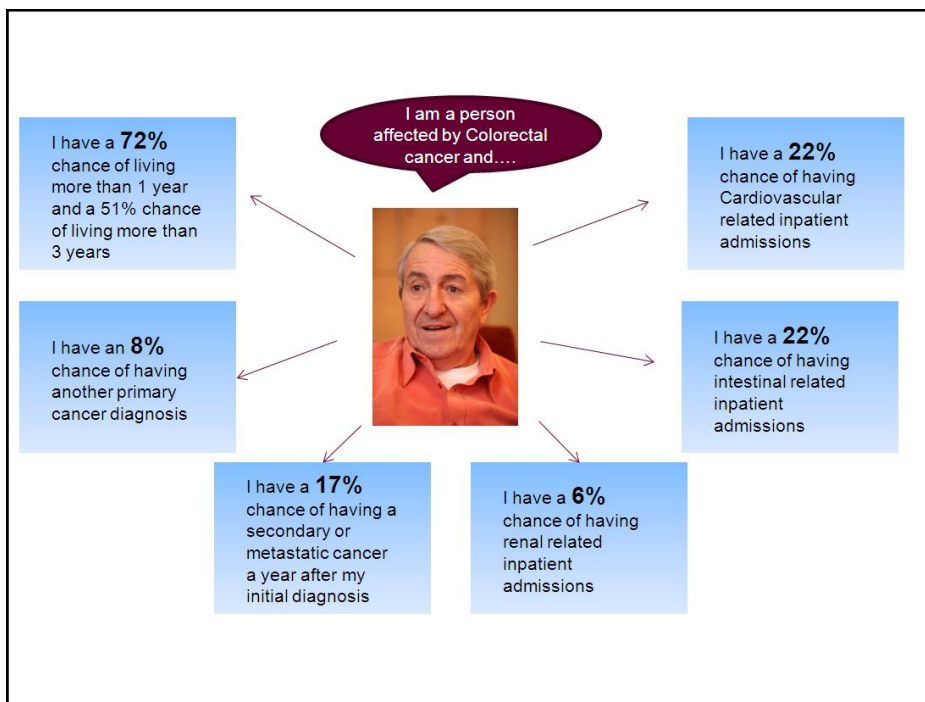 I am a person
affected by Colorectal
cancer and….
I have a 72%
chance of living
more than 1 year
and a 51% chance
of living more than
3 years
I have a 22%
chance of having
Cardiovascular
related inpatient
admissions
I have an 8%
chance of having
another primary
cancer diagnosis
I have a 22%
chance of having
intestinal related
inpatient
admissions
I have a 17%
chance of having a
secondary or
metastatic cancer
a year after my
initial diagnosis
I have a 6%
chance of having
renal related
inpatient
admissions